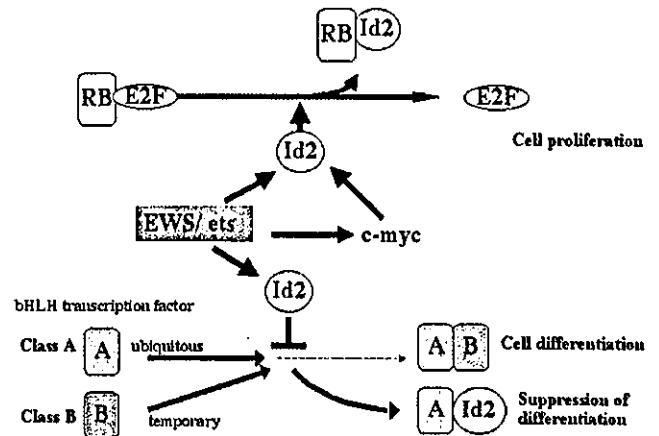 RB Id2
RB E2F
E2F
Cell proliferation
Id2
EWS/ ets
c-myc
Id2
bHLH transcription factor
Class A A ubiquitous
A B Cell differentiation
Class B B temporary
A Id2 Suppression of
differentiation